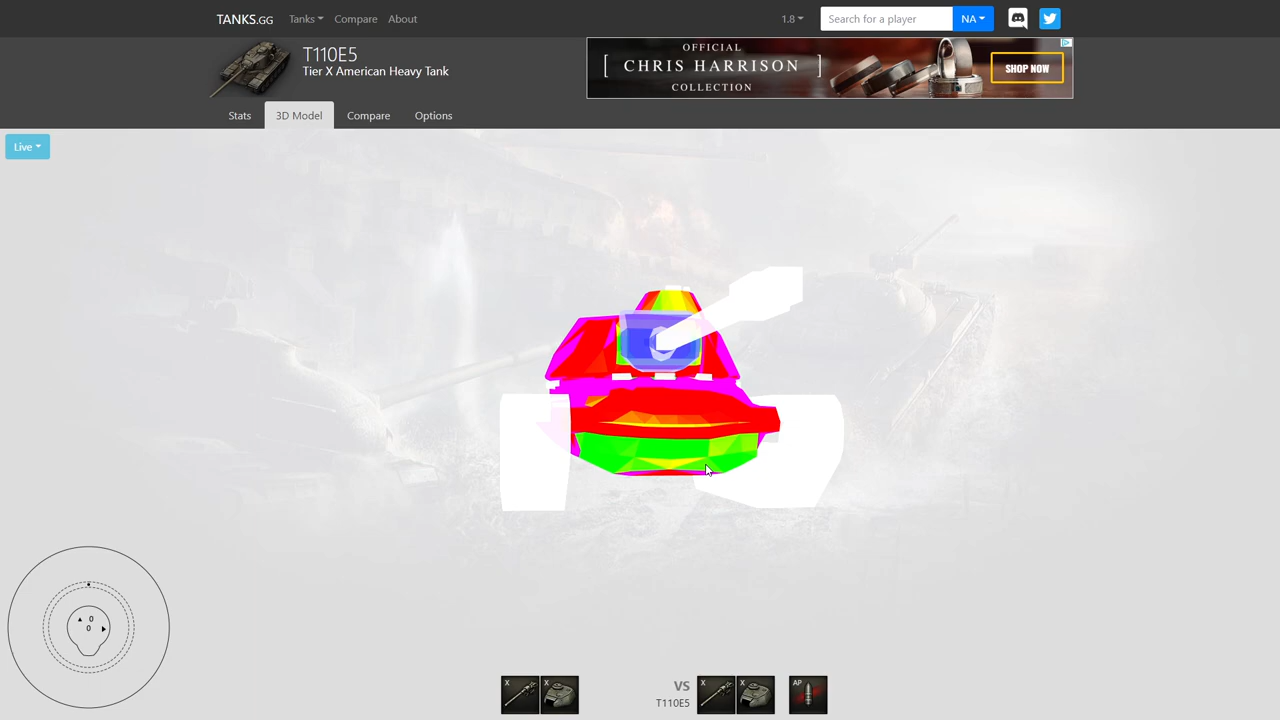 TANKS.GG Tanks Compare About 1.8 Search for a player NA
T110E5
Tier X American Heavy Tank
OFFICIAL
[ CHRIS HARRISON ]
COLLECTION
SHOP NOW
Stats 3D Model Compare Options
Live
0
0
X X VS X X AP
T110E5